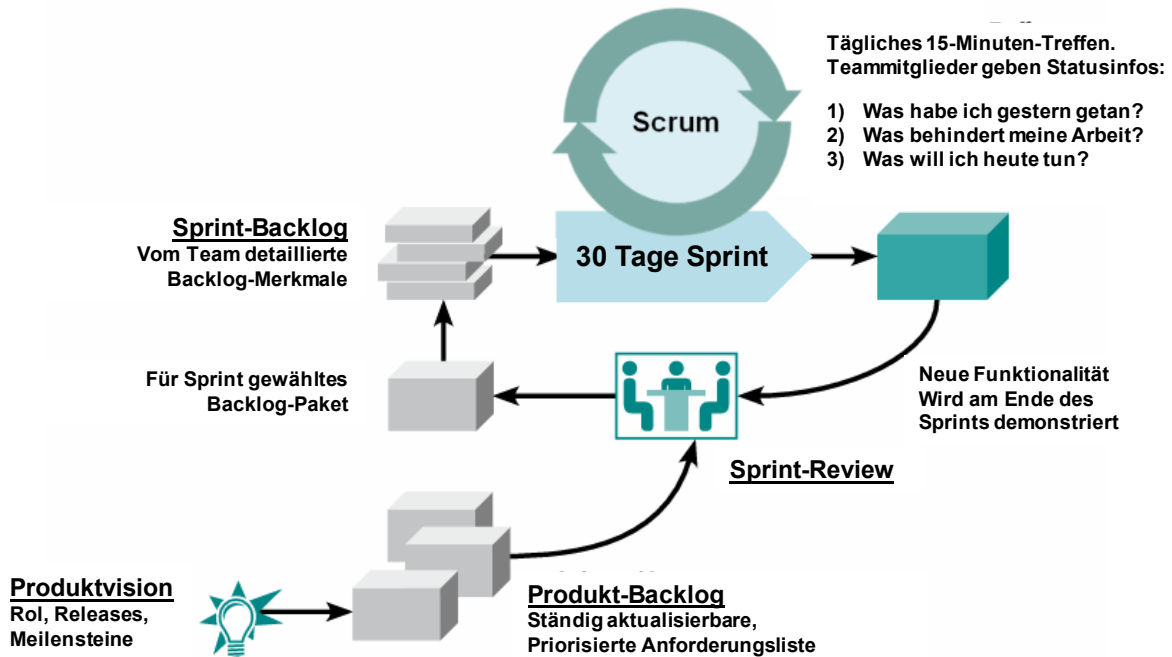 Tägliches 15-Minuten-Treffen.
Teammitglieder geben Statusinfos:
1) Was habe ich gestern getan?
2) Was behindert meine Arbeit?
3) Was will ich heute tun?
Scrum
Sprint-Backlog
Vom Team detaillierte
Backlog-Merkmale
30 Tage Sprint
Für Sprint gewähltes
Backlog-Paket
Neue Funktionalität
Wird am Ende des
Sprints demonstriert
Sprint-Review
Produktvision
RoI, Releases,
Meilensteine
Produkt-Backlog
Ständig aktualisierbare,
Priorisierte Anforderungsliste